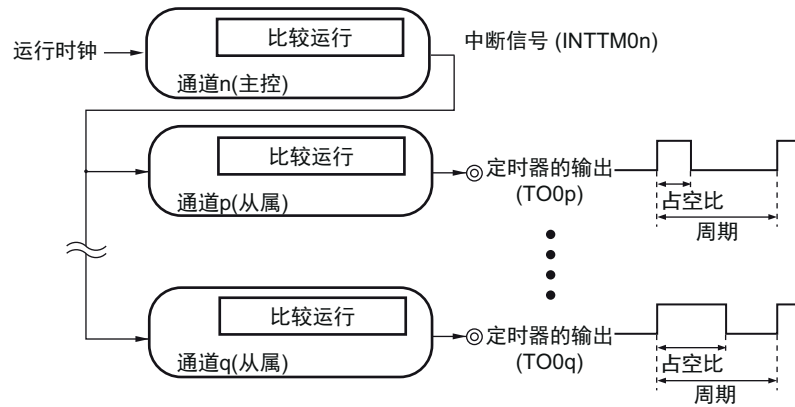 比较运行
运行时钟
中断信号 (INTTM0n)
通道n(主控)
比较运行
定时器的输出
(TO0p)
通道p(从属)
占空比
周期
比较运行
定时器的输出
(TO0q)
通道q(从属)
占空比
周期